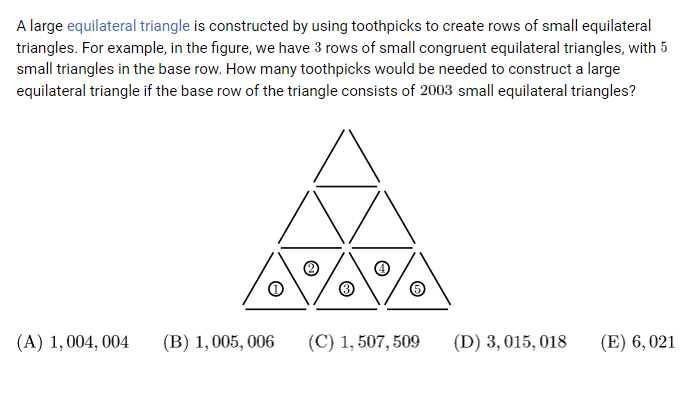 A large equilateral triangle is constructed by using toothpicks to create rows of small equilateral
triangles. For example, in the figure, we have 3 rows of small congruent equilateral triangles, with 5
small triangles in the base row. How many toothpicks would be needed to construct a large
equilateral triangle if the base row of the triangle consists of 2003 small equilateral triangles?
② ④
① ③ ⑤
(A) 1,004,004 (B) 1,005,006 (C) 1,507,509 (D) 3,015,018 (E) 6,021